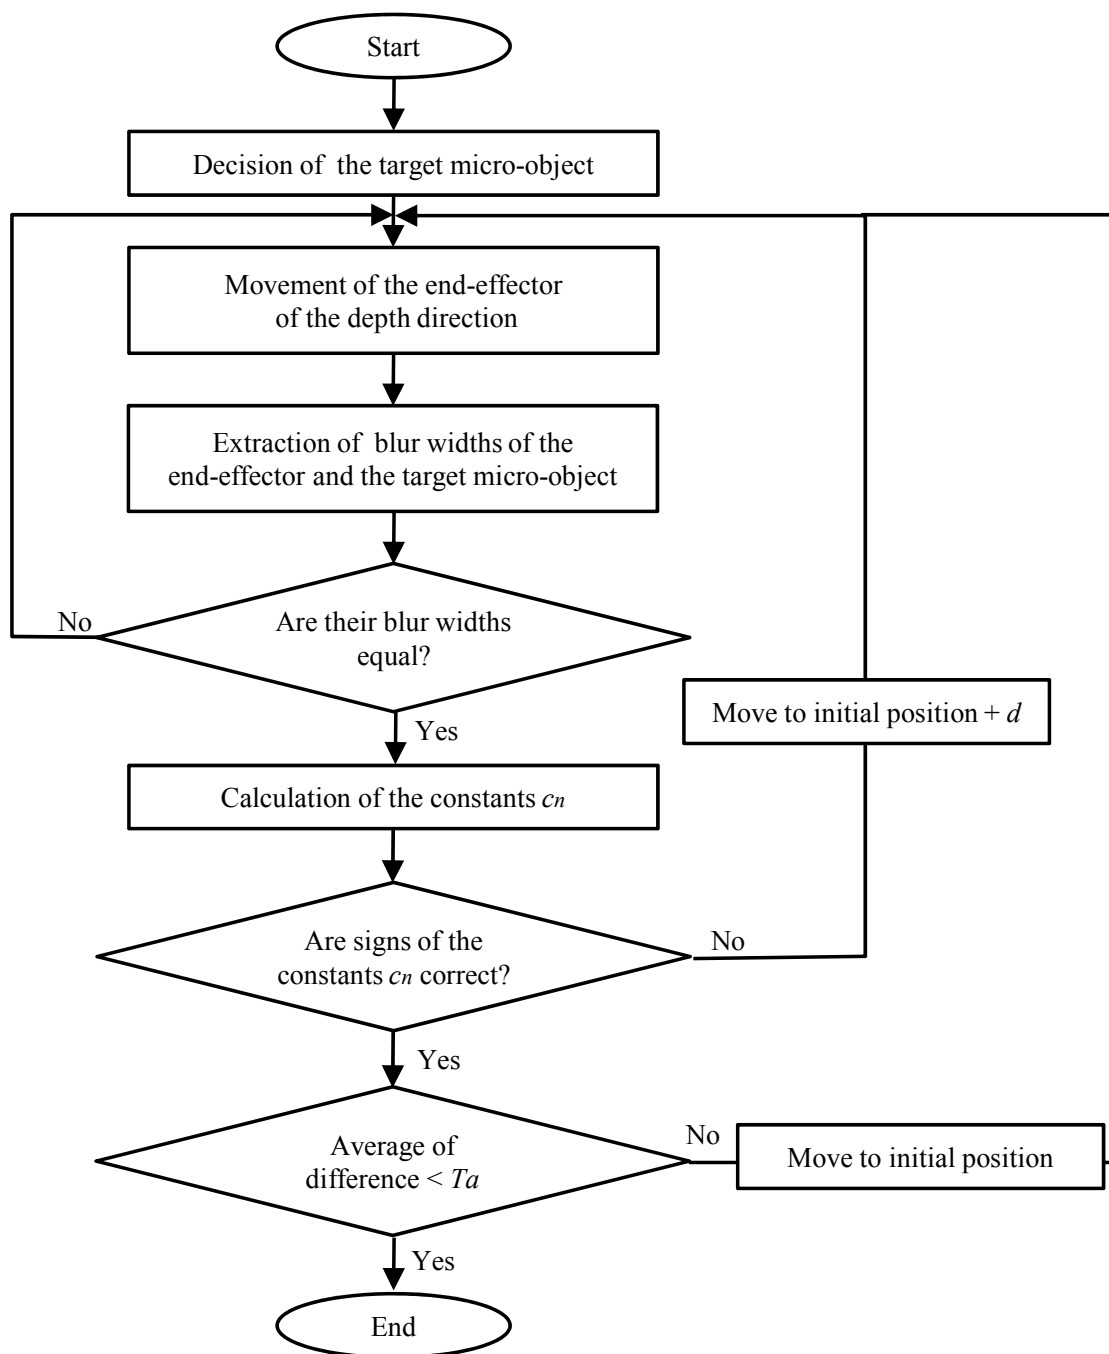 Start
Decision of the target micro-object
Movement of the end-effector
of the depth direction
Extraction of blur widths of the
end-effector and the target micro-object
Are their blur widths
equal?
No
Yes
Move to initial position + d
Calculation of the constants cn
Are signs of the
constants cn correct?
No
Yes
Average of
difference < Ta
No
Move to initial position
Yes
End